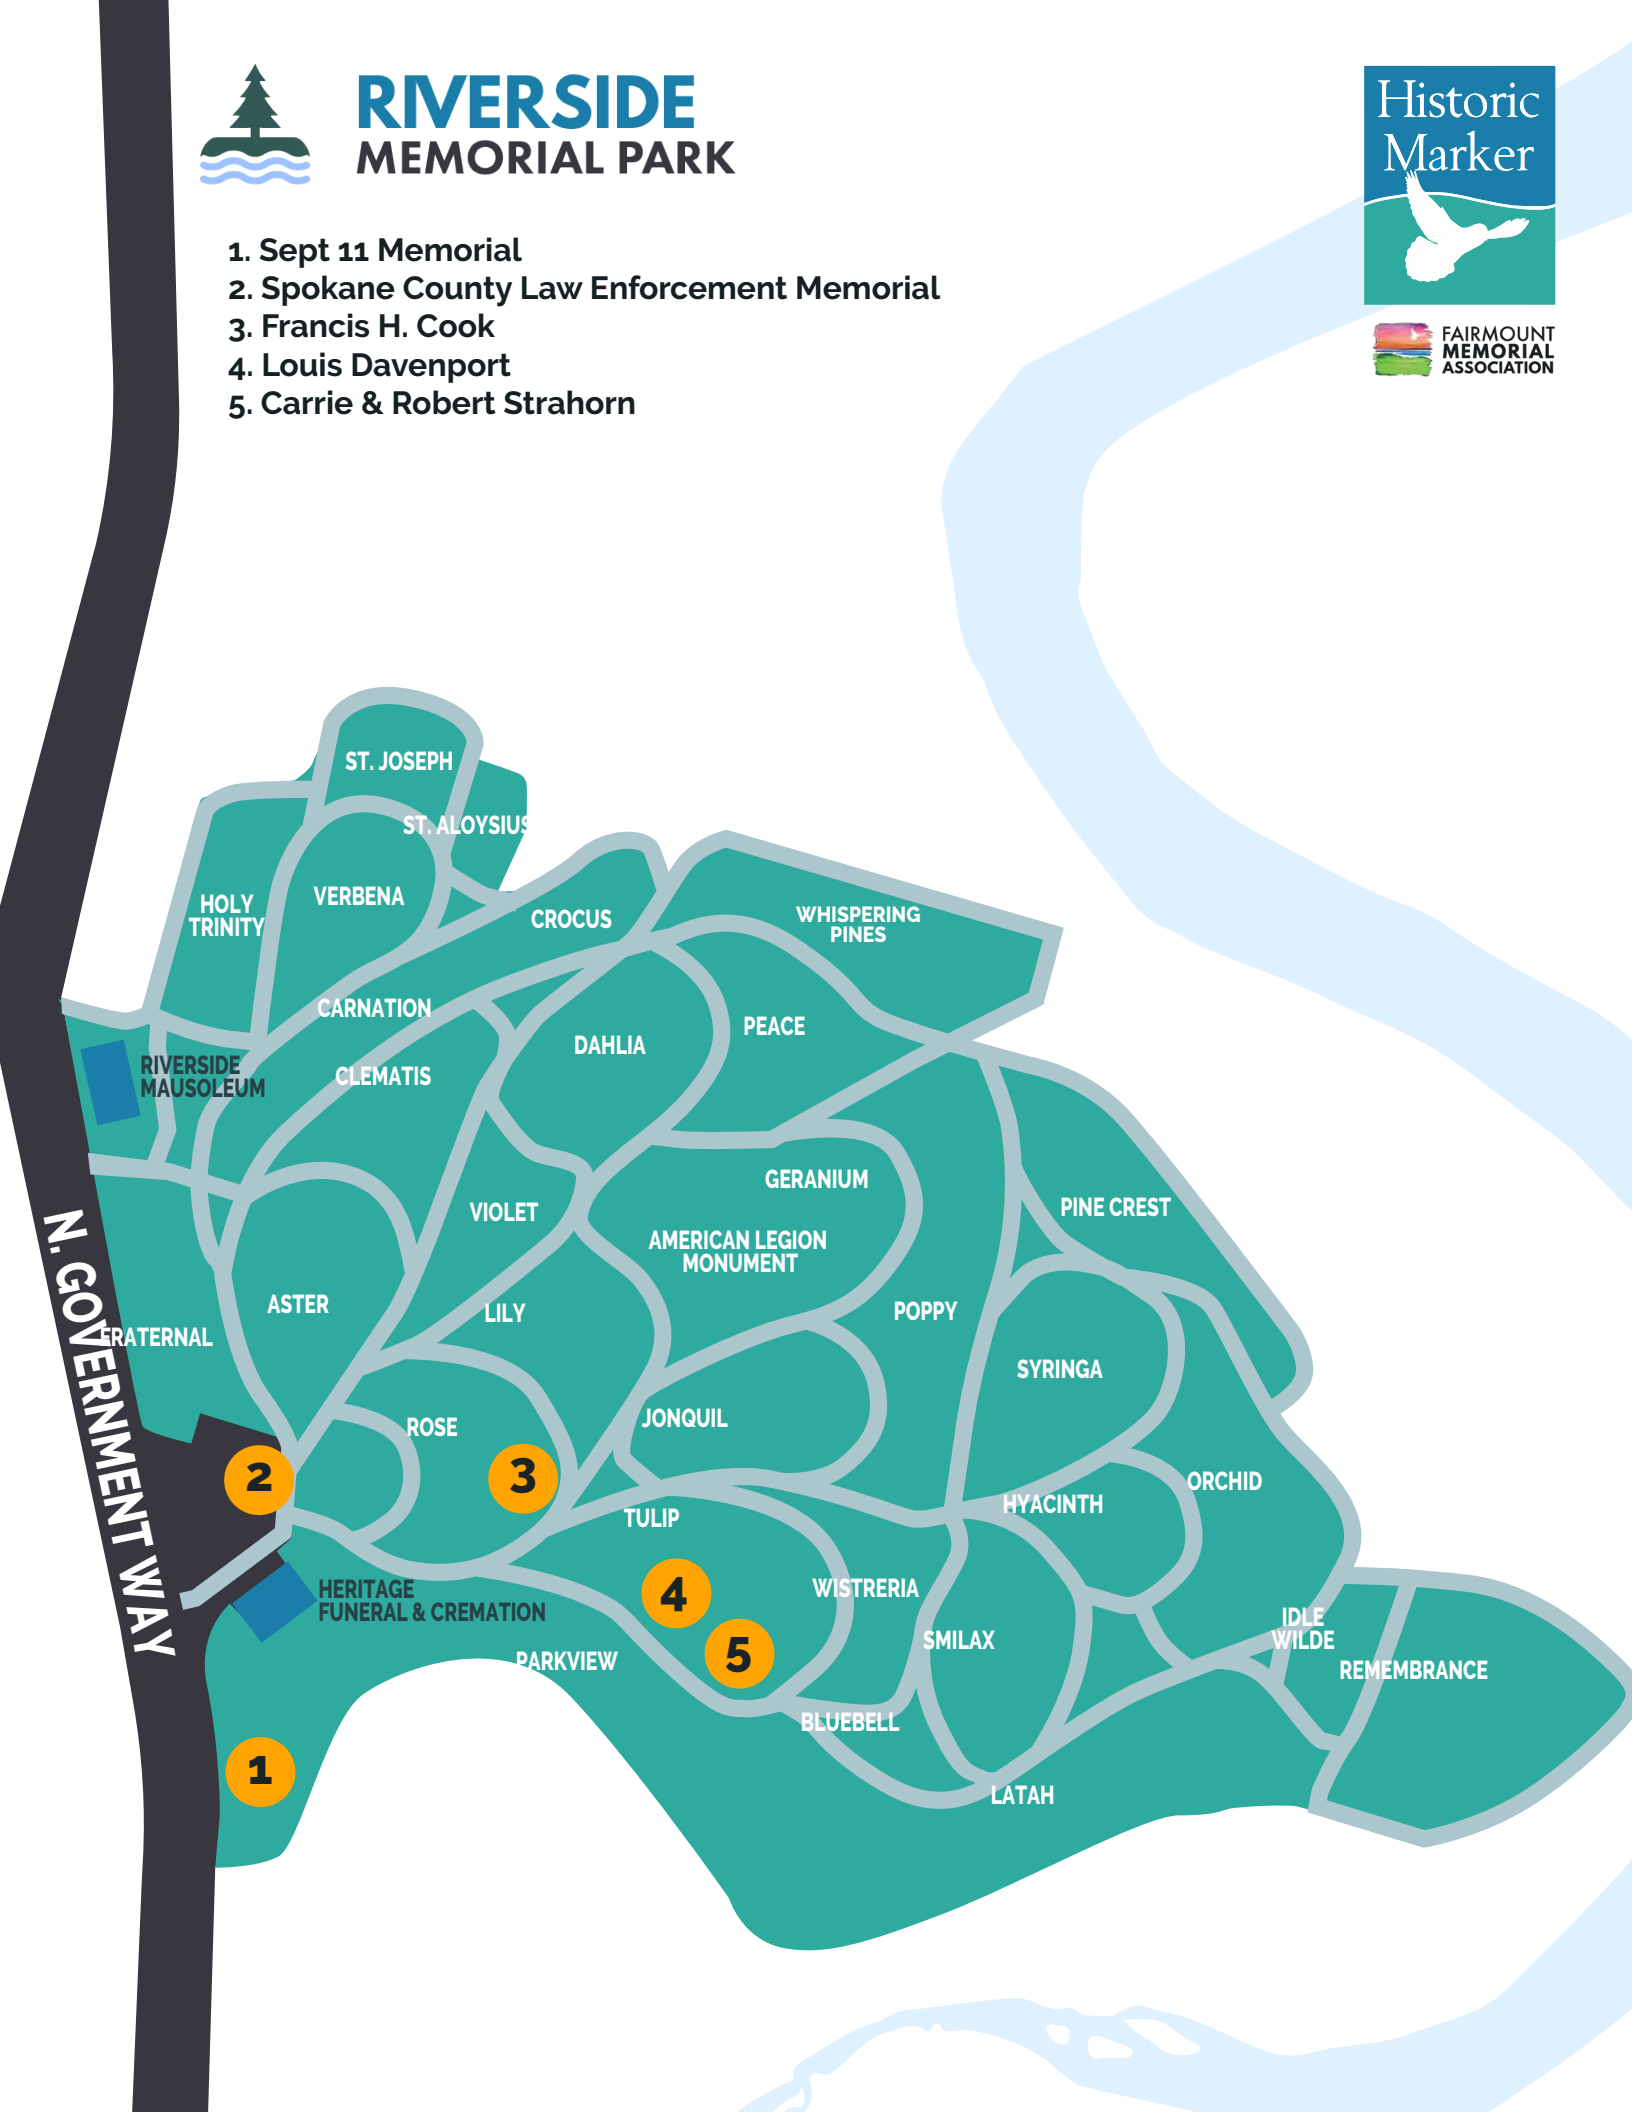 RIVERSIDE
MEMORIAL PARK
Historic
Marker
FAIRMOUNT
MEMORIAL
ASSOCIATION
1. Sept 11 Memorial
2. Spokane County Law Enforcement Memorial
3. Francis H. Cook
4. Louis Davenport
5. Carrie & Robert Strahorn
ST. JOSEPH
ST. ALOYSIUS
VERBENA
HOLY
TRINITY
CROCUS
WHISPERING
PINES
CARNATION
PEACE
DAHLIA
RIVERSIDE
MAUSOLEUM
CLEMATIS
GERANIUM
PINE CREST
VIOLET
AMERICAN LEGION
MONUMENT
ASTER
LILY
POPPY
FRATERNAL
N. GOVERNMENT WAY
SYRINGA
JONQUIL
ROSE
2
3
ORCHID
HYACINTH
TULIP
4
WISTRERIA
HERITAGE
FUNERAL & CREMATION
IDLE
WILDE
SMILAX
5
PARKVIEW
REMEMBRANCE
BLUEBELL
1
LATAH